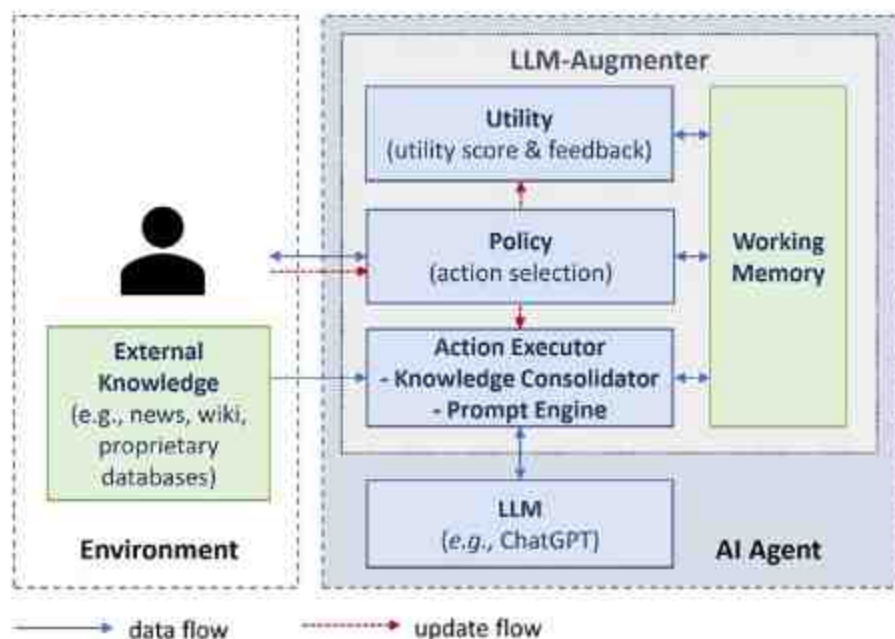 LLM-Augmenter
Utility
(utility score & feedback)
Policy
(action selection)
Working
Memory
External
Knowledge
(e.g., news, wiki,
proprietary
databases)
Action Executor
- Knowledge Consolidator
- Prompt Engine
LLM
(e.g., ChatGPT)
Environment
AI Agent
data flow
update flow